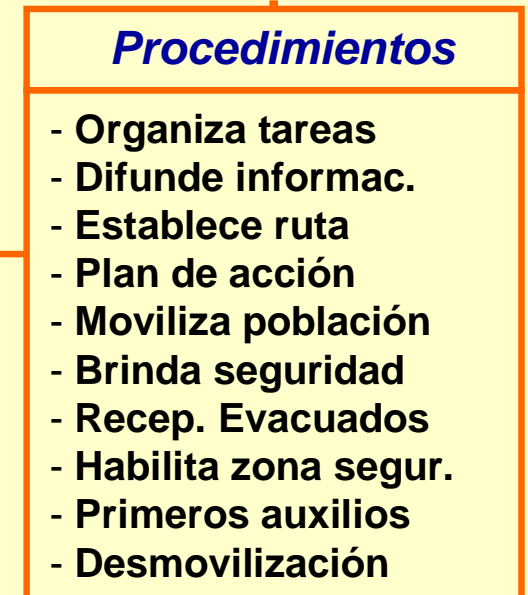 Procedimientos
- Organiza tareas
- Difunde informac.
- Establece ruta
- Plan de acción
- Moviliza población
- Brinda seguridad
- Recep. Evacuados
- Habilita zona segur.
- Primeros auxilios
- Desmovilización